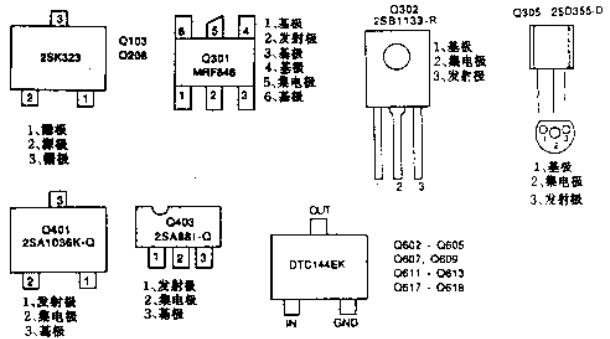 3
2SK323
2 1
Q103
Q208
1、
2、源极
3、
6 5 4
Q301
MRF846
1 2 3
1、基极
2、发射极
3、基极
4、基极
5、集电极
6、基极
Q302
2SB1133-R
1、基极
2、集电极
3、发射极
2 3
Q305 2SD355-D
1 2 3
1、基极
2、集电极
3、发射极
3
Q401
2SA1036K-Q
2 1
1、发射极
2、集电极
3、基极
Q403
2SA881-Q
1 2 3
1、发射极
2、集电极
3、基极
OUT
DTC144EK
IN GND
Q602 - Q605
Q607, Q609
Q611 - Q613
Q617 - Q618